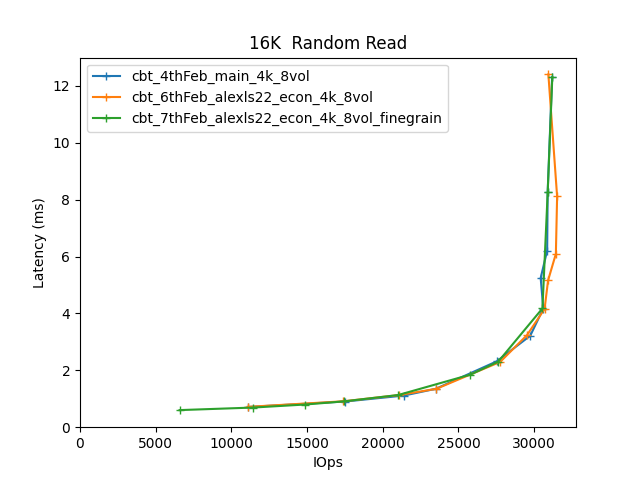 16K  Random Read
cbt_4thFeb_main_4k_8vol
cbt_6thFeb_alexls22_econ_4k_8vol
cbt_7thFeb_alexls22_econ_4k_8vol_finegrain
Latency (ms)
12
10
8
6
4
2
0
0 5000 10000 15000 20000 25000 30000
IOps